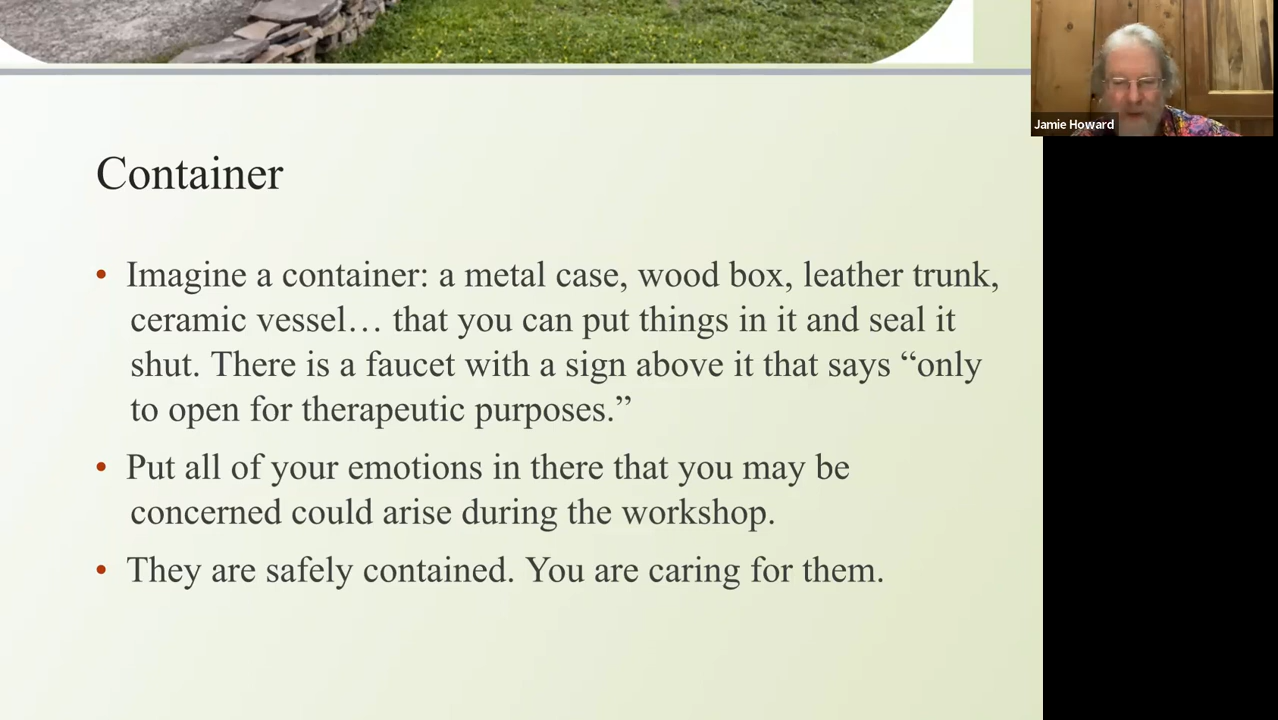 Jamie Howard
Container
• Imagine a container: a metal case, wood box, leather trunk,
ceramic vessel… that you can put things in it and seal it
shut. There is a faucet with a sign above it that says “only
to open for therapeutic purposes.”
• Put all of your emotions in there that you may be
concerned could arise during the workshop.
• They are safely contained. You are caring for them.